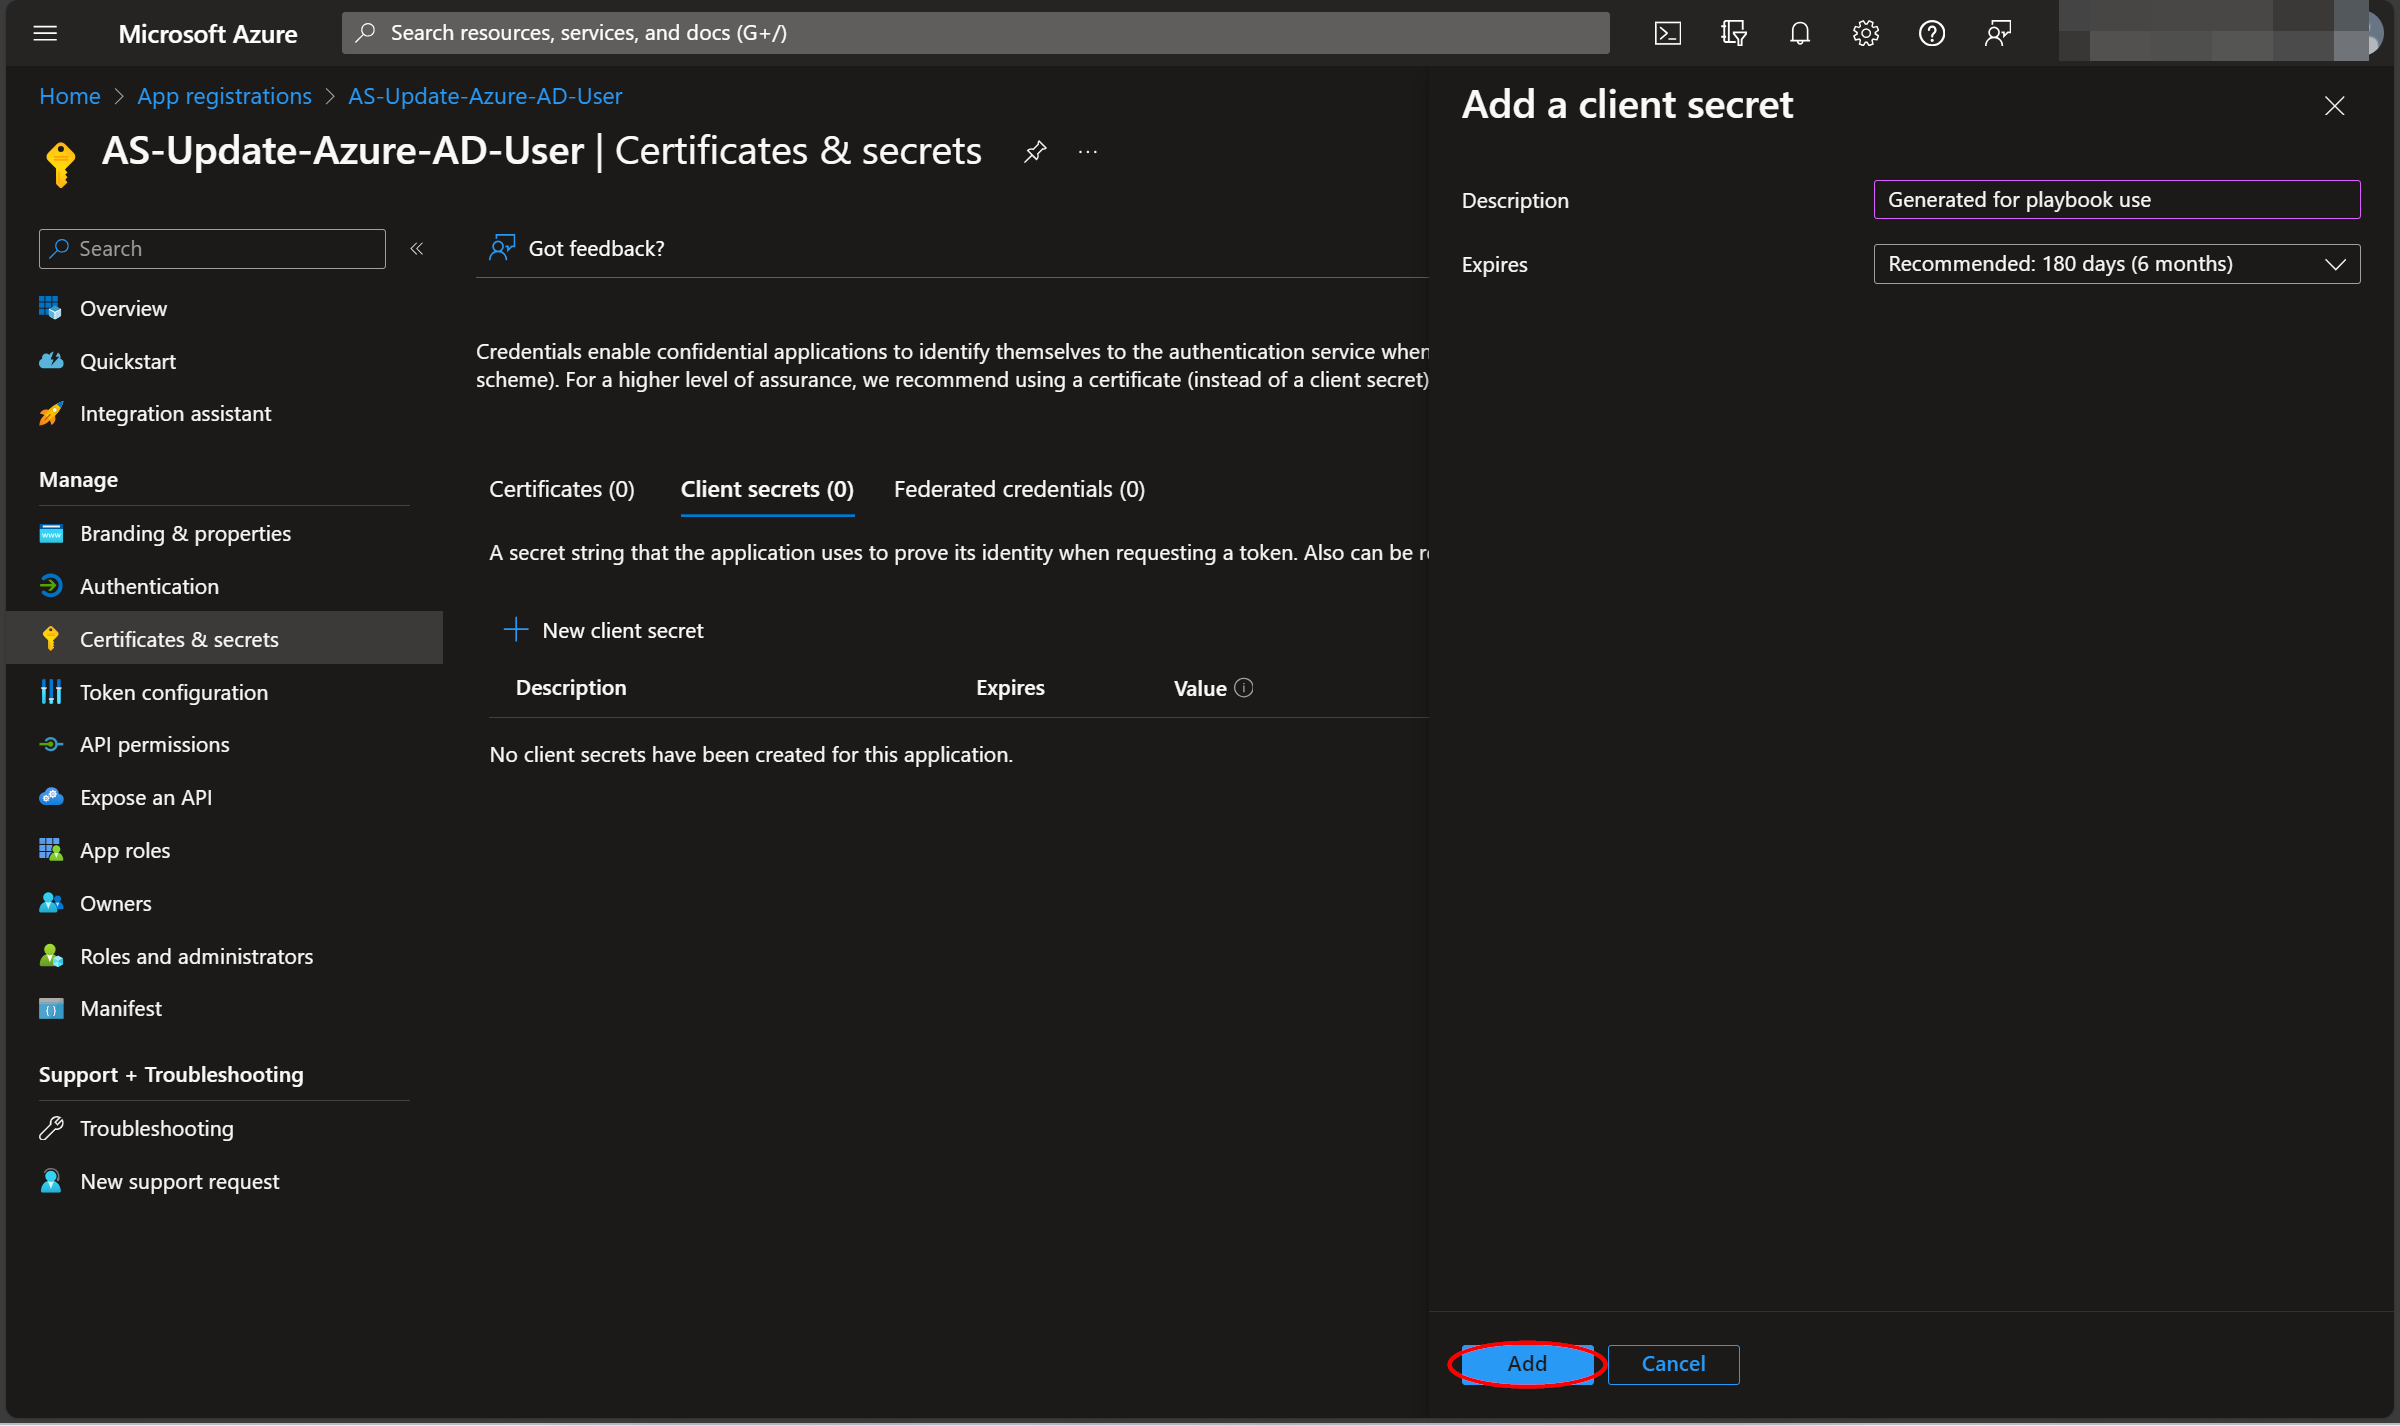 Microsoft Azure
Search resources, services, and docs (G+/)
Home > App registrations > AS-Update-Azure-AD-User
AS-Update-Azure-AD-User | Certificates & secrets
Search
Overview
Quickstart
Integration assistant
Manage
Branding & properties
Authentication
Certificates & secrets
Token configuration
API permissions
Expose an API
App roles
Owners
Roles and administrators
Manifest
Support + Troubleshooting
Troubleshooting
New support request
Got feedback?
Credentials enable confidential applications to identify themselves to the authentication service when
scheme). For a higher level of assurance, we recommend using a certificate (instead of a client secret)
Certificates (0) Client secrets (0) Federated credentials (0)
A secret string that the application uses to prove its identity when requesting a token. Also can be
New client secret
Description Expires Value
No client secrets have been created for this application.
Add a client secret
Description Generated for playbook use
Expires Recommended: 180 days (6 months)
Add Cancel